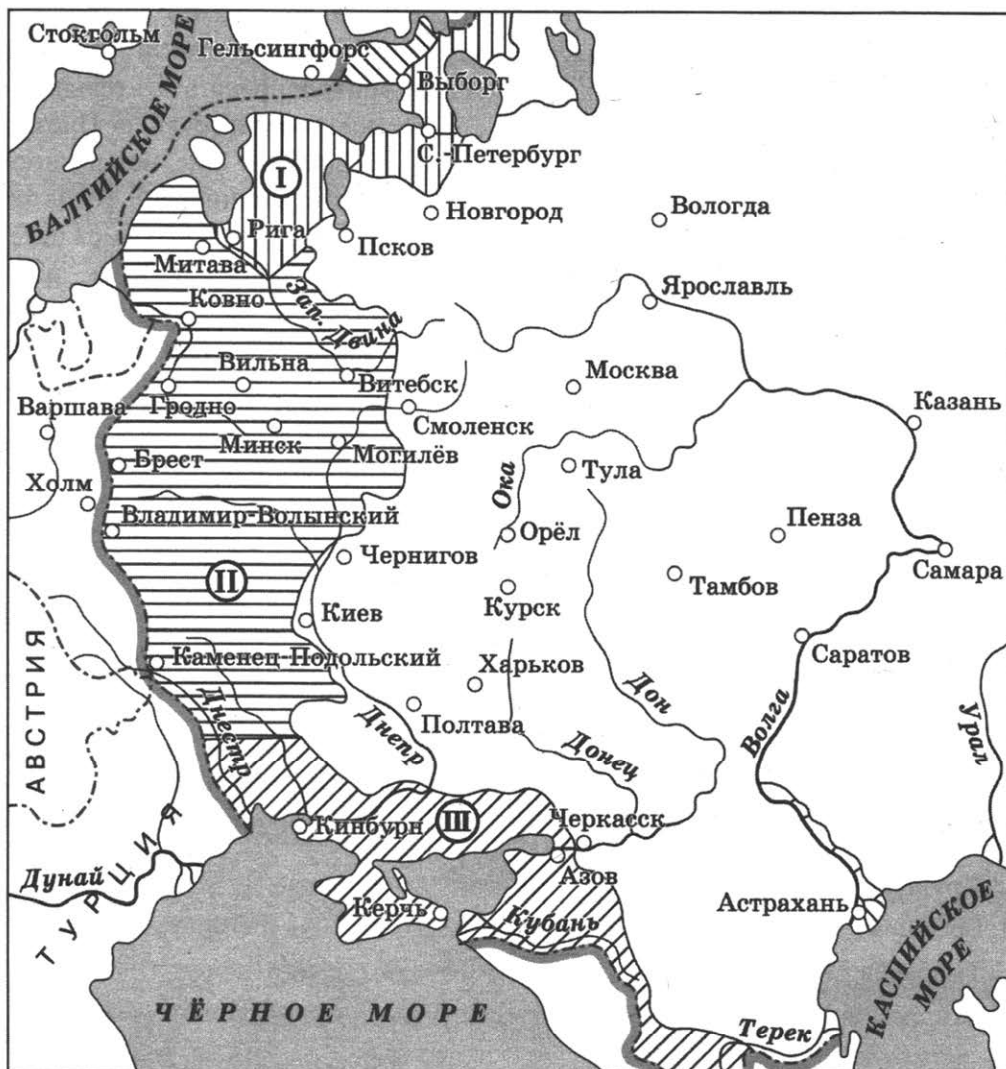 Стокгольм
Гельсингфорс
Выборг
С.-Петербург
БАЛТИЙСКОЕ МОРЕ
I
Новгород
Вологда
Рига
Псков
Митава
Ярославль
Ковно
Зап. Двина
Вильна
Витебск
Москва
Казань
Варшава
Гродно
Смоленск
Минск
Могилёв
Тула
Брест
Ока
Холм
Владимир-Волынский
Орёл
Пенза
Чернигов
Самара
II
Тамбов
Киев
Курск
Саратов
Каменец Подольский
Харьков
АВСТРИЯ
Днестр
Полтава
Днепр
Дон
Волга
Урал
Донец
Кинбурн
III
Черкасск
Азов
Дунай
ТУРЦИЯ
Керчь
Кубань
Астрахань
КАСПИЙСКОЕ
МОРЕ
ЧЁРНОЕ МОРЕ
Терек